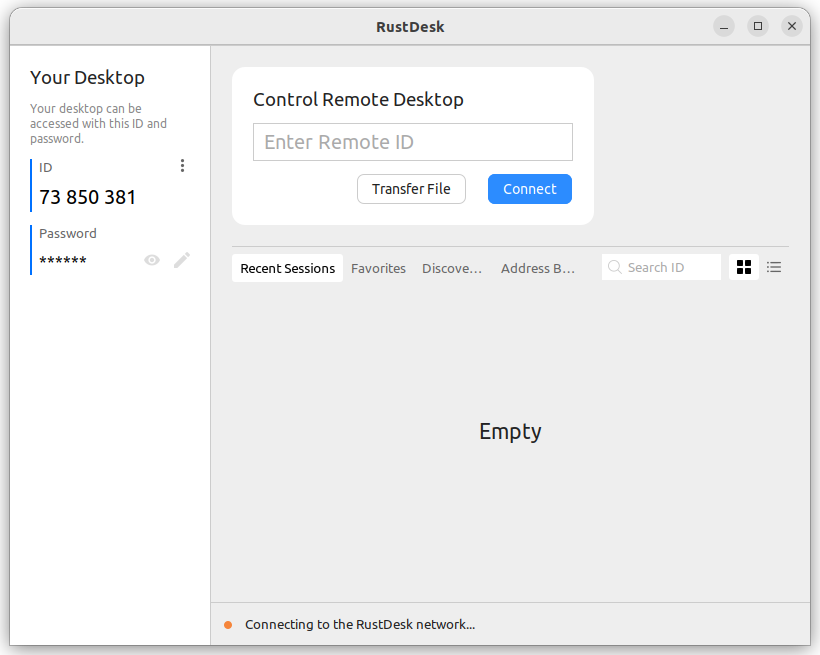 RustDesk
Your Desktop
Your desktop can be
accessed with this ID and
password.
ID
73 850 381
Password
******
Control Remote Desktop
Enter Remote ID
Transfer File
Connect
Recent Sessions
Favorites
Discove...
Address B...
Search ID
Empty
Connecting to the RustDesk network...